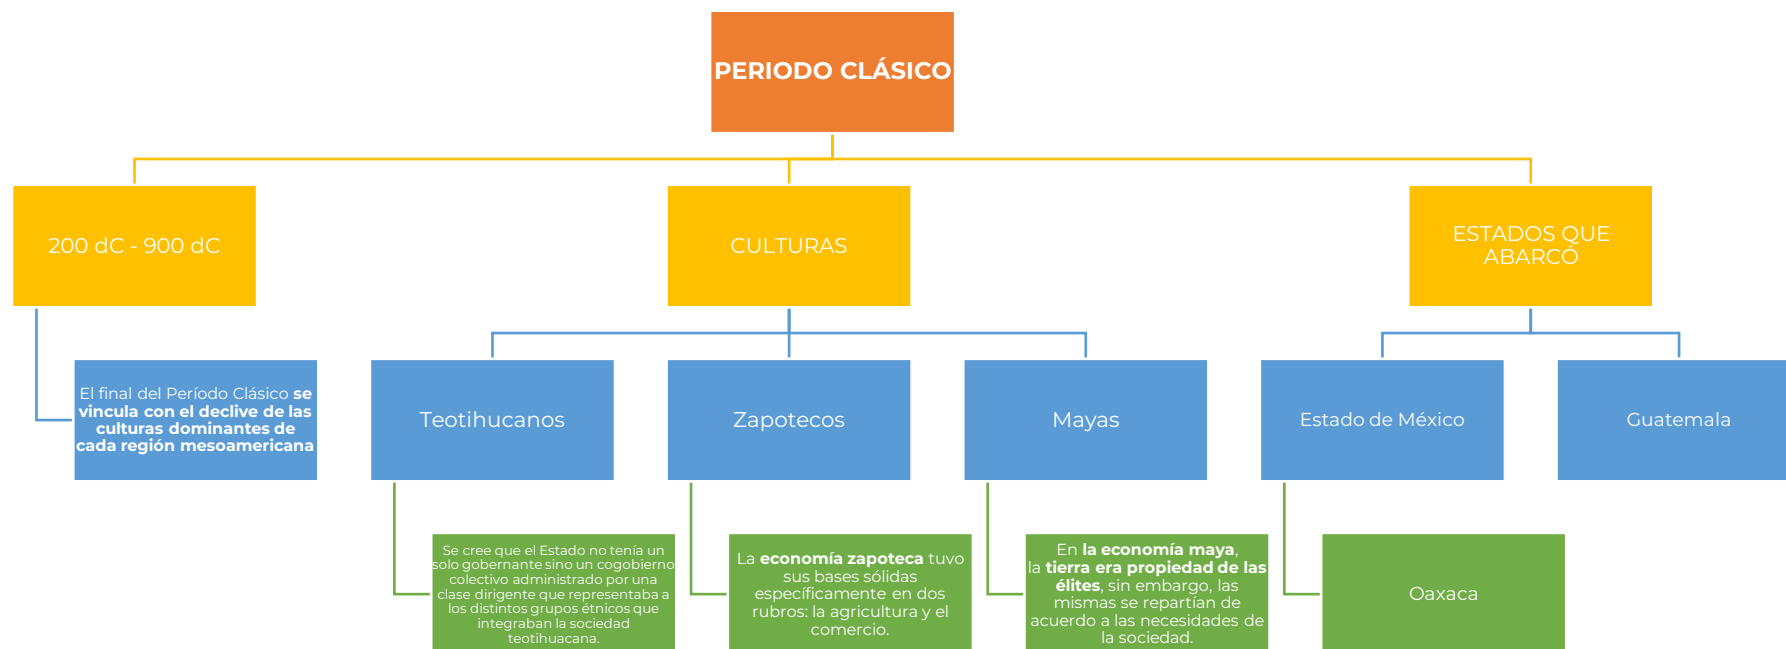 PERIODO CLÁSICO
200 dC - 900 dC
CULTURAS
ESTADOS QUE
ABARCÓ
El final del Período Clásico se
vincula con el declive de las
culturas dominantes de
cada región mesoamericana
Teotihucanos
Zapotecos
Mayas
Estado de México
Guatemala
Se cree que el Estado no tenía un
solo gobernante sino un cogobierno
colectivo administrado por una
clase dirigente que representaba a
los distintos grupos étnicos que
integraban la sociedad
teotihuacana.
La economía zapoteca tuvo
sus bases sólidas
específicamente en dos
rubros: la agricultura y el
comercio.
En la economía maya,
la tierra era propiedad de las
élites, sin embargo, las
mismas se repartían de
acuerdo a las necesidades de
la sociedad.
Oaxaca